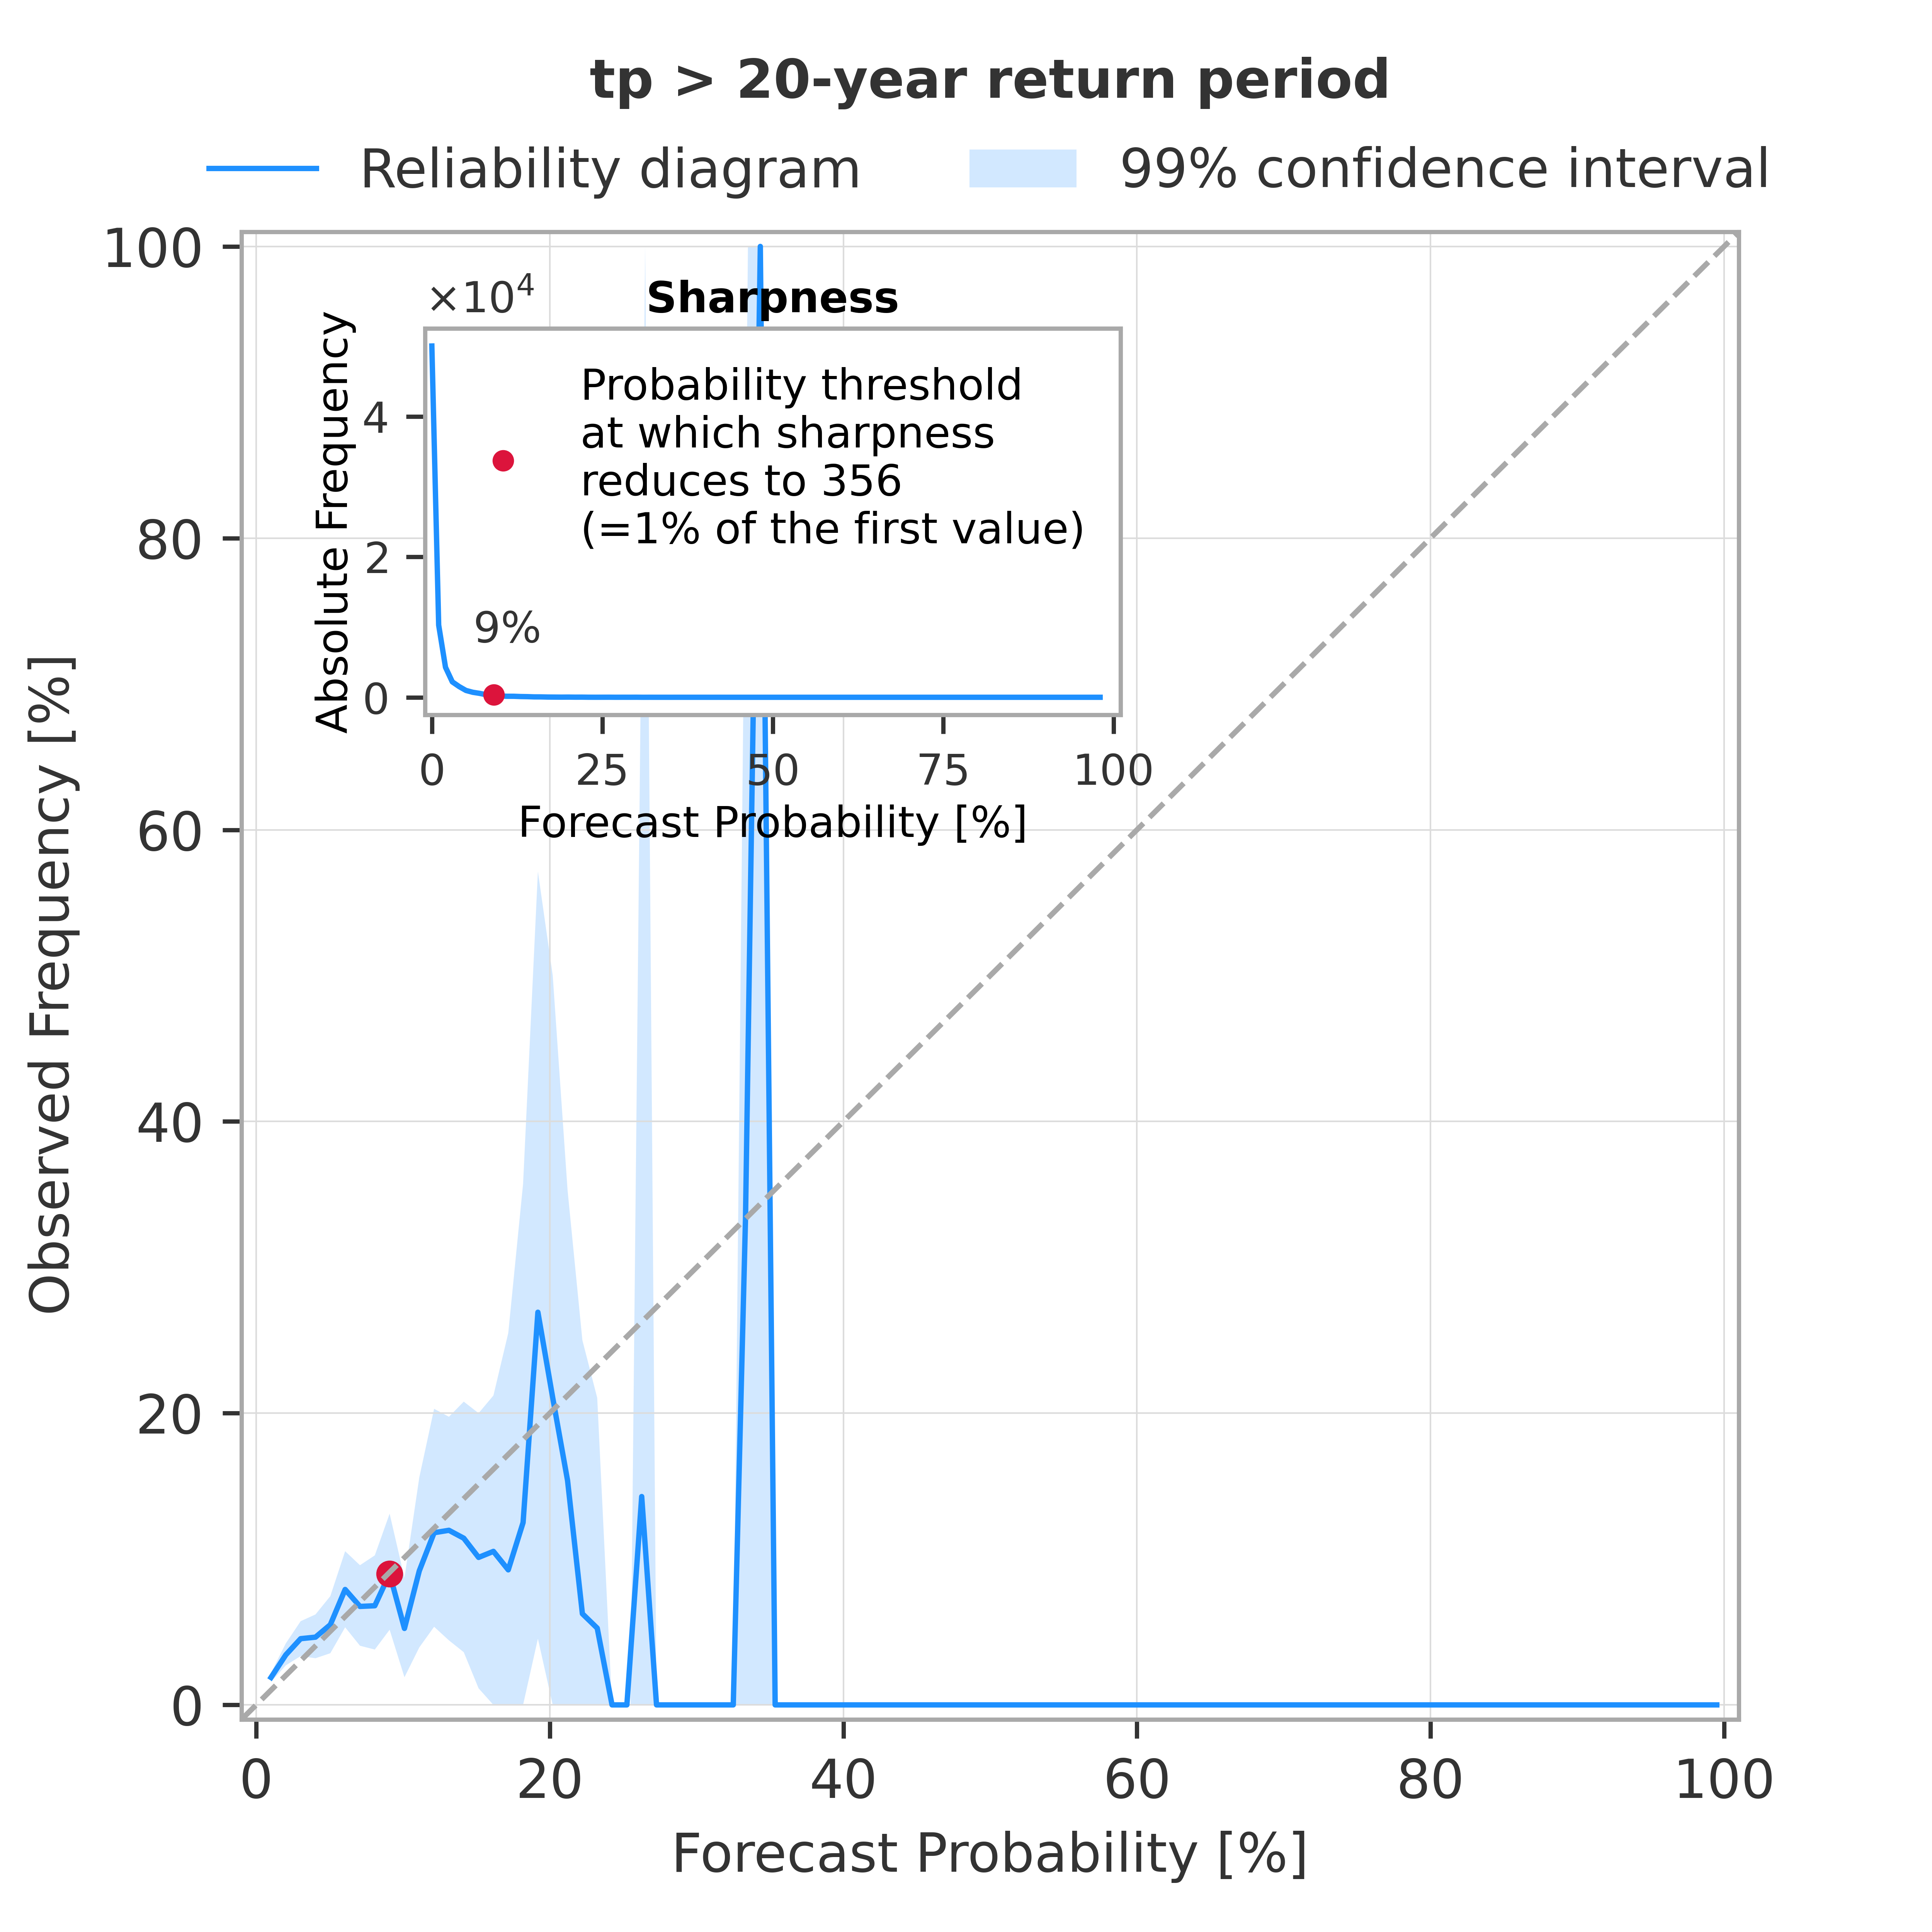 tp > 20-year return period
Reliability diagram
99% confidence interval
100
80
60
40
20
0
Observed Frequency [%]
×10⁴
Sharpness
Absolute Frequency
4
2
0
Probability threshold
at which sharpness
reduces to 356
(=1% of the first value)
9%
0 25 50 75 100
Forecast Probability [%]
0 20 40 60 80 100
Forecast Probability [%]